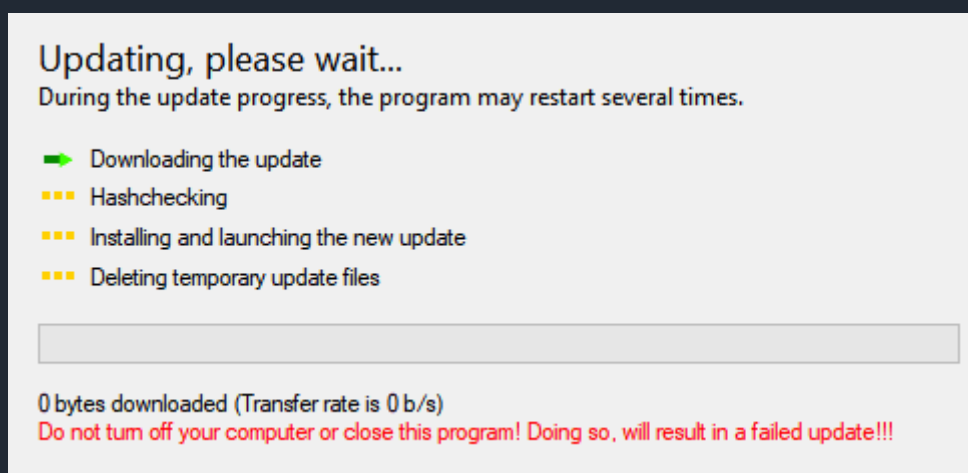 Updating, please wait...
During the update progress, the program may restart several times.
Downloading the update
Hashchecking
Installing and launching the new update
Deleting temporary update files
0 bytes downloaded (Transfer rate is 0 b/s)
Do not turn off your computer or close this program! Doing so, will result in a failed update!!!